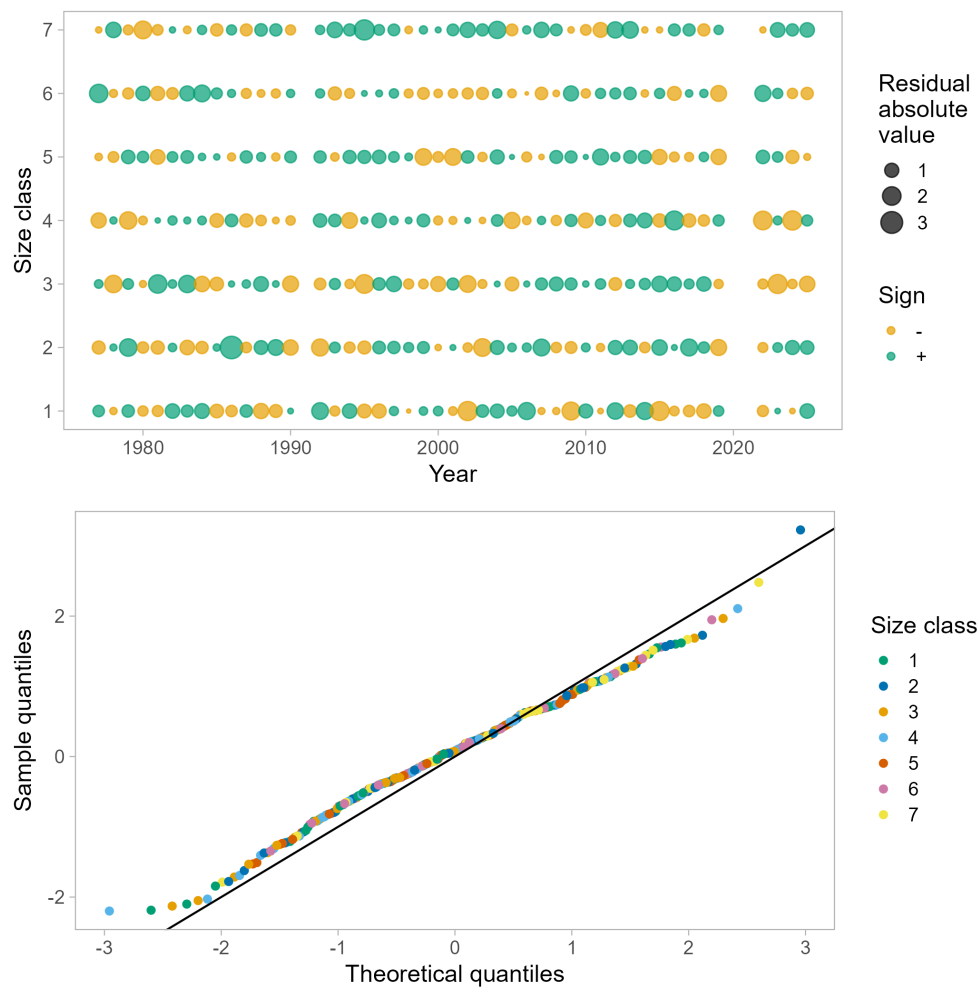 7
6
5
4
3
2
1
Size class
1980 1990 2000 2010 2020
Year
Residual
absolute
value
1
2
3
Sign
-
+
2
0
-2
Sample quantiles
-3 -2 -1 0 1 2 3
Theoretical quantiles
Size class
1
2
3
4
5
6
7